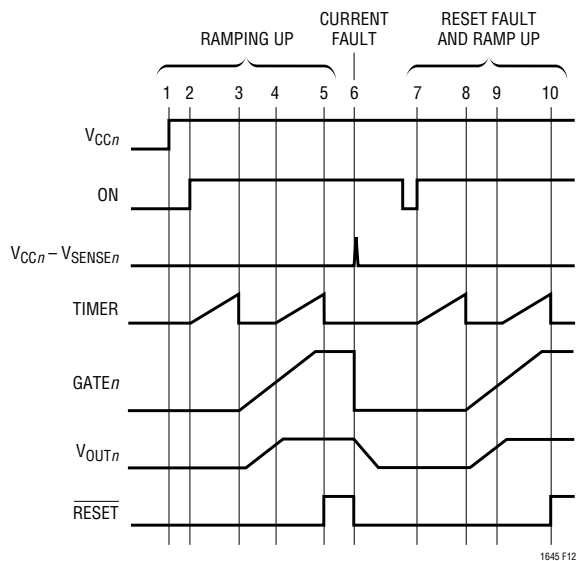 RAMPING UP
CURRENT
FAULT
RESET FAULT
AND RAMP UP
1 2 3 4 5 6 7 8 9 10
VCCn
ON
VCCn – VSENSEn
TIMER
GATEn
VOUTn
RESET
1645 F12